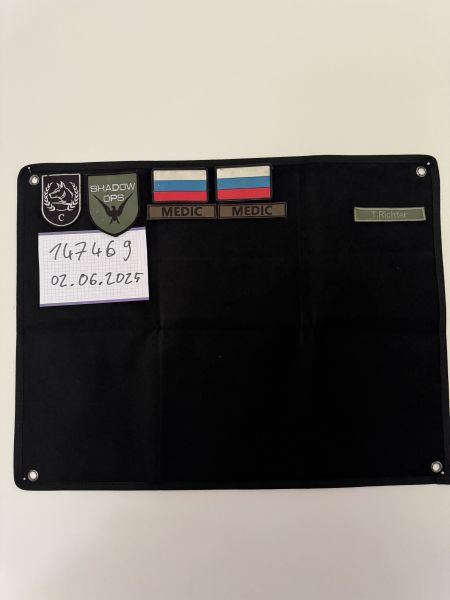 C
SHADOW
OPS
MEDIC
MEDIC
T.Richter
147469
02.06.2025